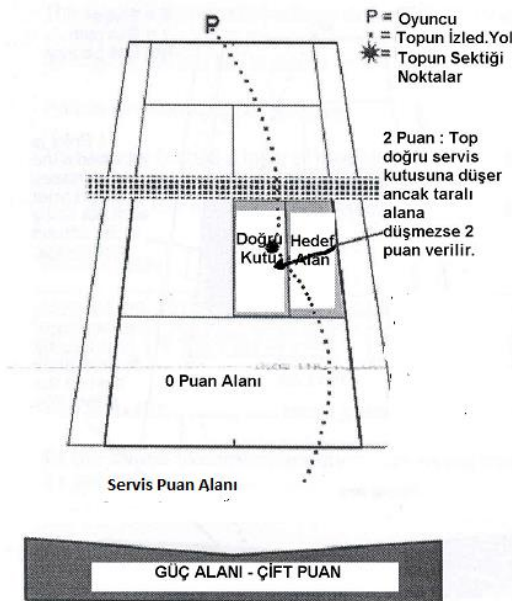 P
P = Oyuncu
= Topun İzled.Yol
= Topun Sektiği
Noktalar
2 Puan : Top
doğru servis
kutusuna düşer
ancak taralı
alana
düşmezse 2
puan verilir.
Doğru
Kutu
Hedef
Alan
0 Puan Alanı
Servis Puan Alanı
GÜÇ ALANI - ÇİFT PUAN